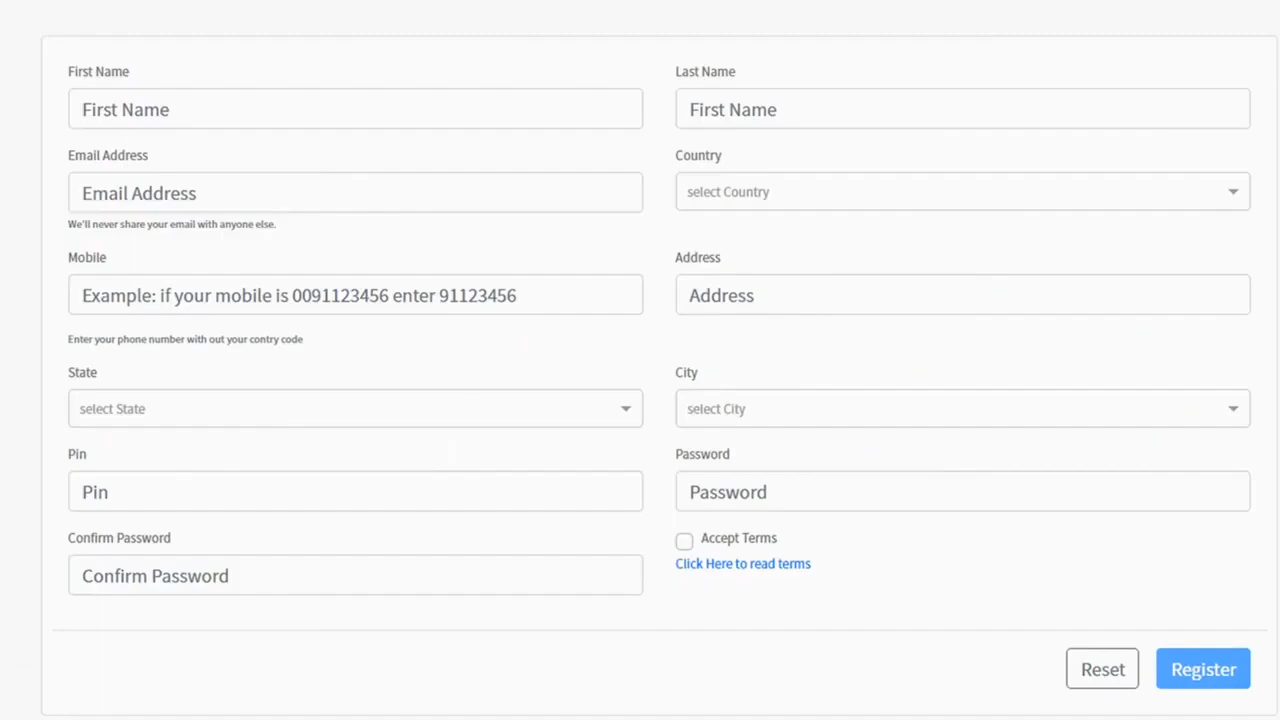 First Name
Last Name
First Name
First Name
Email Address
Country
Email Address
select Country
We'll never share your email with anyone else.
Mobile
Address
Example: if your mobile is 0091123456 enter 91123456
Address
Enter your phone number with out your contry code
State
City
select State
select City
Pin
Password
Pin
Password
Confirm Password
Accept Terms
Click Here to read terms
Confirm Password
Reset
Register